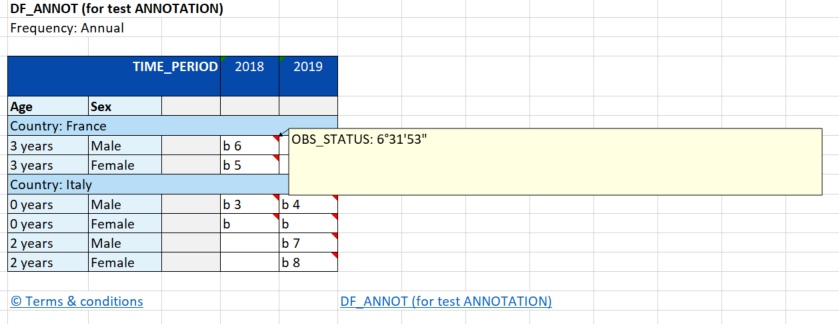 DF_ANNOT (for test ANNOTATION)
Frequency: Annual
TIME_PERIOD 2018 2019
Age Sex
Country: France
OBS_STATUS: 6°31'53"
3 years Male b 6
3 years Female b 5
Country: Italy
0 years Male b 3 b 4
0 years Female b b
2 years Male b 7
2 years Female b 8
© Terms & conditions DF_ANNOT (for test ANNOTATION)